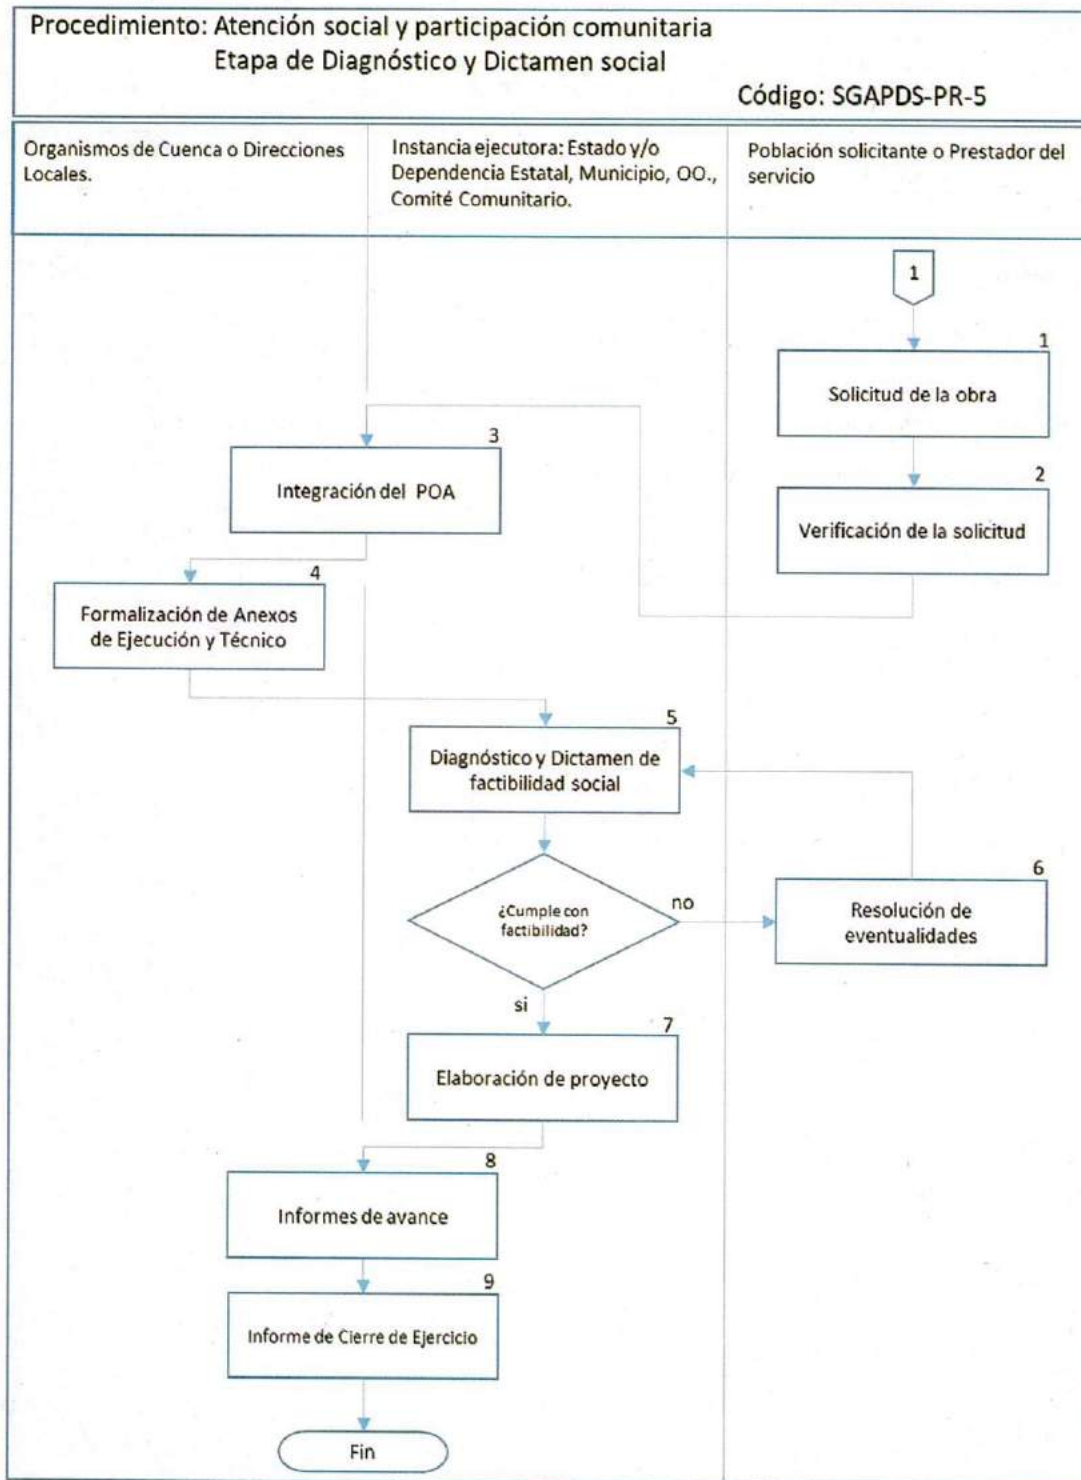 Procedimiento: Atención social y participación comunitaria
Etapa de Diagnóstico y Dictamen social
Código: SGAPDS-PR-5
Organismos de Cuenca o Direcciones
Locales.
Instancia ejecutora: Estado y/o
Dependencia Estatal, Municipio, OO.,
Comité Comunitario.
Población solicitante o Prestador del
servicio
1
1
Solicitud de la obra
2
Verificación de la solicitud
3
Integración del POA
4
Formalización de Anexos
de Ejecución y Técnico
5
Diagnóstico y Dictamen de
factibilidad social
¿Cumple con
factibilidad?
no
6
Resolución de
eventualidades
si
7
Elaboración de proyecto
8
Informes de avance
9
Informe de Cierre de Ejercicio
Fin